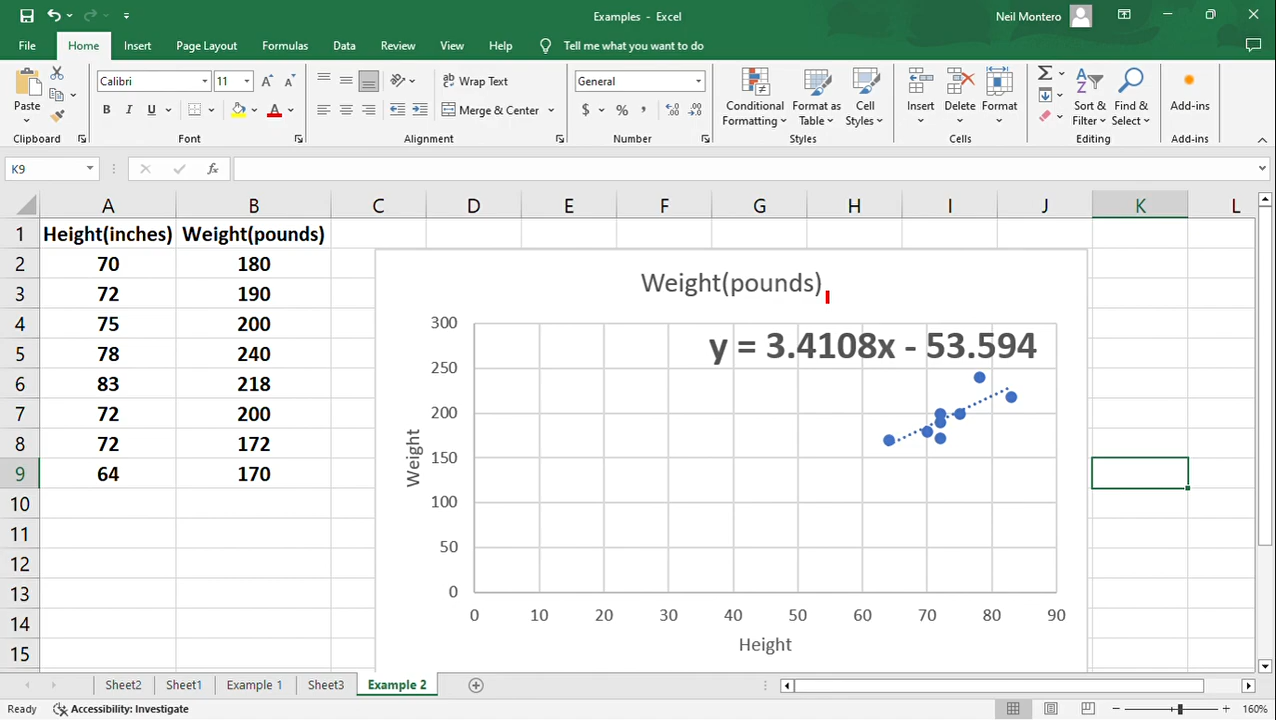 Examples - Excel
Neil Montero
File Home Insert Page Layout Formulas Data Review View Help Tell me what you want to do
Paste
Calibri 11
B I U A
Wrap Text
Merge & Center
General
$ % ,
Conditional Formatting
Format as Table
Cell Styles
Insert
Delete
Format
Sort & Filter
Find & Select
Add-ins
Clipboard Font Alignment Number Styles Cells Editing Add-ins
K9 fx
A B C D E F G H I J K L
1 Height(inches) Weight(pounds)
2 70 180
3 72 190
4 75 200
5 78 240
6 83 218
7 72 200
8 72 172
9 64 170
10
11
12
13
14
15
Weight(pounds)
y = 3.4108x - 53.594
300
250
200
150
100
50
0
Weight
0 10 20 30 40 50 60 70 80 90
Height
Sheet2 Sheet1 Example 1 Sheet3 Example 2
Ready Accessibility: Investigate 160%